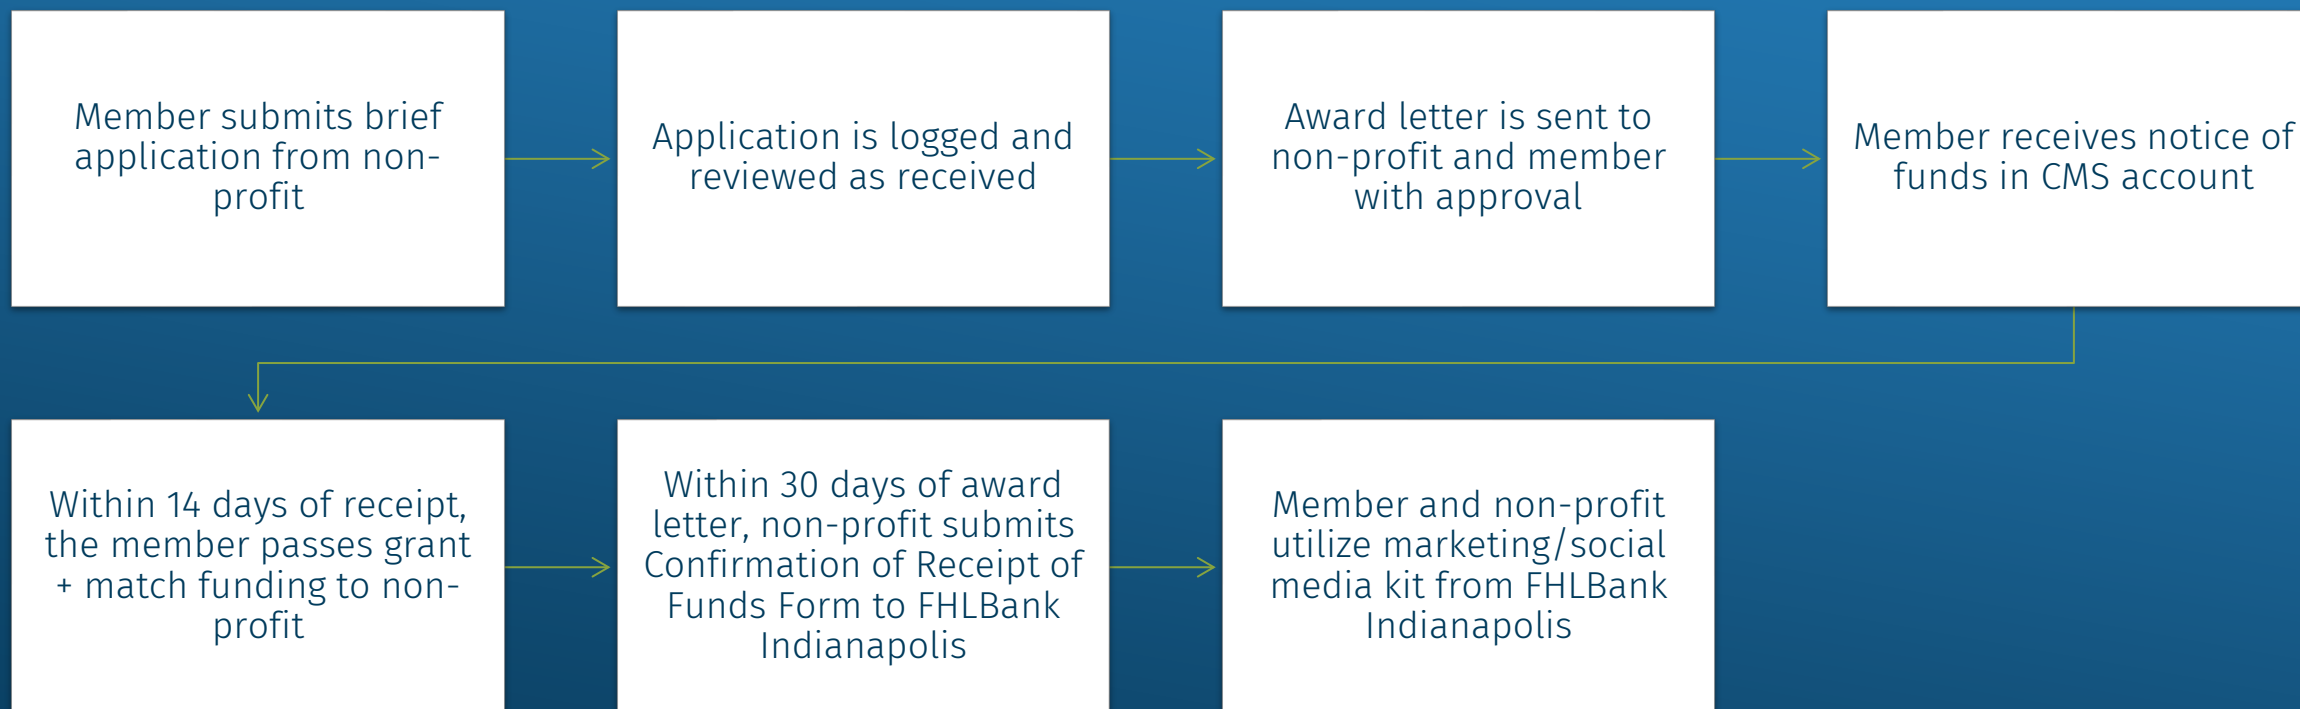 Member submits brief
application from non-
profit
Application is logged and
reviewed as received
Award letter is sent to
non-profit and member
with approval
Member receives notice of
funds in CMS account
Within 14 days of receipt,
the member passes grant
+ match funding to non-
profit
Within 30 days of award
letter, non-profit submits
Confirmation of Receipt of
Funds Form to FHLBank
Indianapolis
Member and non-profit
utilize marketing/social
media kit from FHLBank
Indianapolis